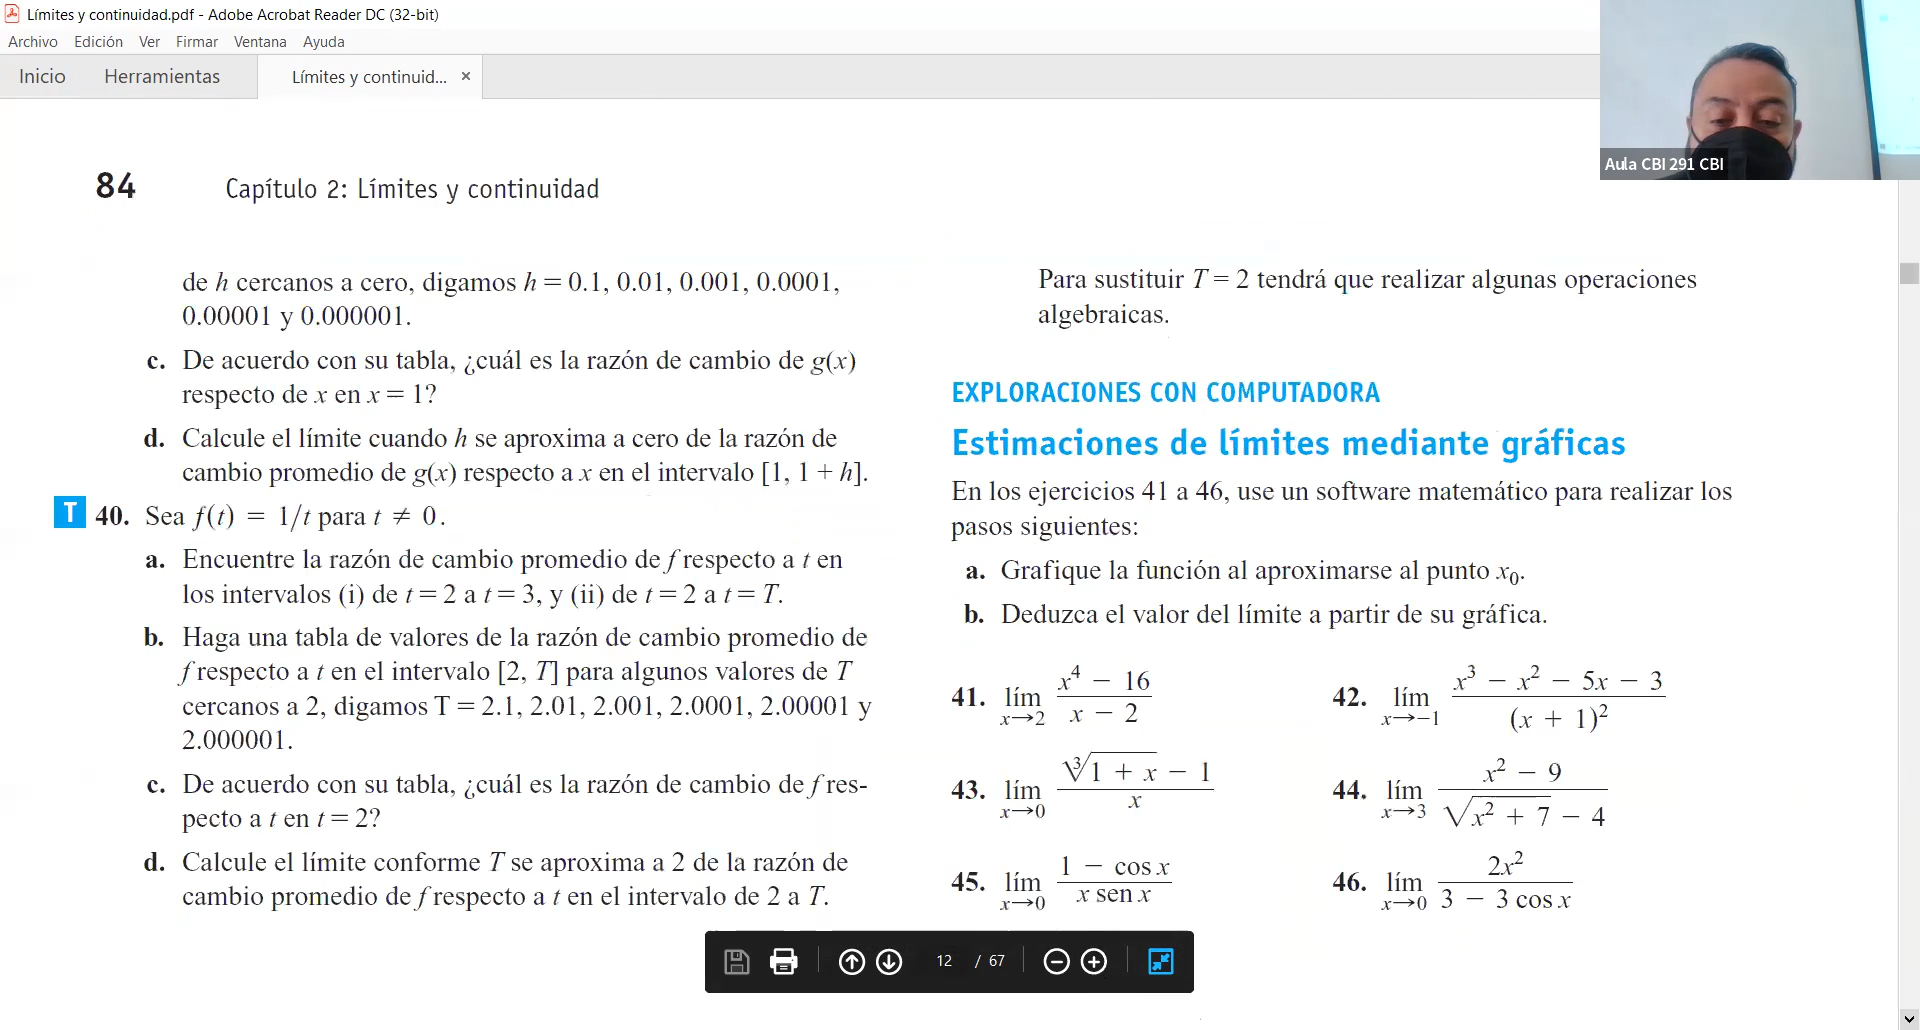 Límites y continuidad.pdf - Adobe Acrobat Reader DC (32-bit)
Archivo Edición Ver Firmar Ventana Ayuda
Inicio Herramientas Límites y continuid... ×
Aula CBI 291 CBI
84 Capítulo 2: Límites y continuidad
de h cercanos a cero, digamos h = 0.1, 0.01, 0.001, 0.0001,
0.00001 y 0.000001.
c. De acuerdo con su tabla, ¿cuál es la razón de cambio de g(x)
respecto de x en x = 1?
d. Calcule el límite cuando h se aproxima a cero de la razón de
cambio promedio de g(x) respecto a x en el intervalo [1, 1 + h].
T 40. Sea f(t) = 1/t para t ≠ 0.
a. Encuentre la razón de cambio promedio de f respecto a t en
los intervalos (i) de t = 2 a t = 3, y (ii) de t = 2 a t = T.
b. Haga una tabla de valores de la razón de cambio promedio de
f respecto a t en el intervalo [2, T] para algunos valores de T
cercanos a 2, digamos T = 2.1, 2.01, 2.001, 2.0001, 2.00001 y
2.000001.
c. De acuerdo con su tabla, ¿cuál es la razón de cambio de f res-
pecto a t en t = 2?
d. Calcule el límite conforme T se aproxima a 2 de la razón de
cambio promedio de f respecto a t en el intervalo de 2 a T.
Para sustituir T = 2 tendrá que realizar algunas operaciones
algebraicas.
EXPLORACIONES CON COMPUTADORA
Estimaciones de límites mediante gráficas
En los ejercicios 41 a 46, use un software matemático para realizar los
pasos siguientes:
a. Grafique la función al aproximarse al punto x₀.
b. Deduzca el valor del límite a partir de su gráfica.
41. lím x→2 (x⁴ − 16)/(x − 2)
42. lím x→−1 (x³ − x² − 5x − 3)/(x + 1)²
43. lím x→0 (∛(1 + x) − 1)/x
44. lím x→3 (x² − 9)/(√(x² + 7) − 4)
45. lím x→0 (1 − cos x)/(x sen x)
46. lím x→0 2x²/(3 − 3 cos x)
12 / 67